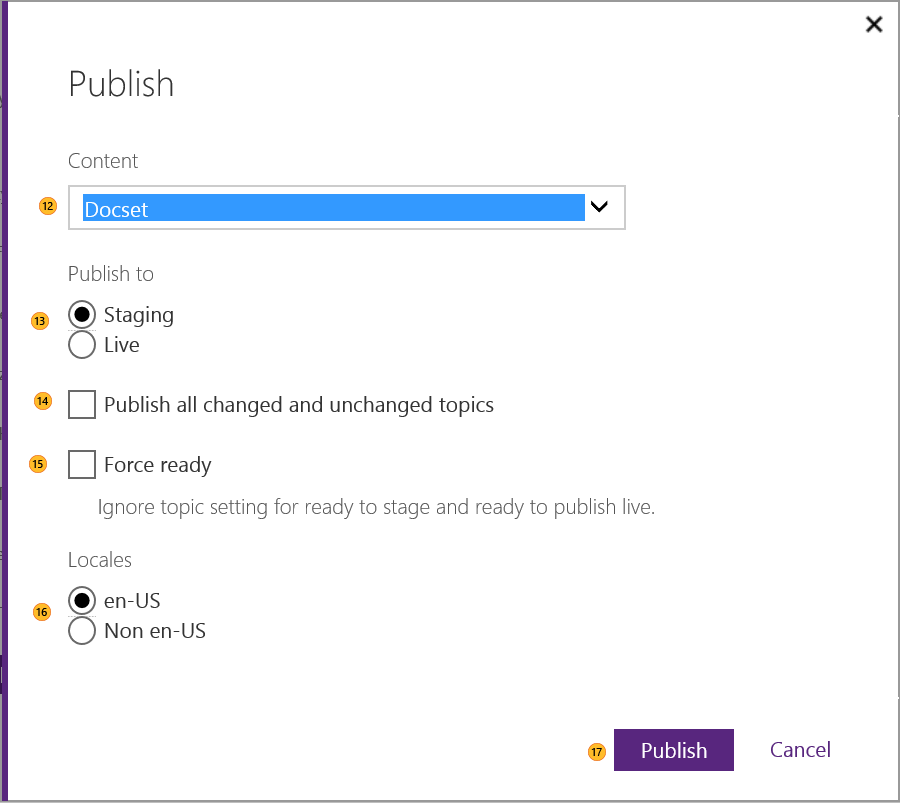 Publish
Content
12 Docset
Publish to
13 Staging
Live
14 Publish all changed and unchanged topics
15 Force ready
Ignore topic setting for ready to stage and ready to publish live.
Locales
16 en-US
Non en-US
17 Publish Cancel